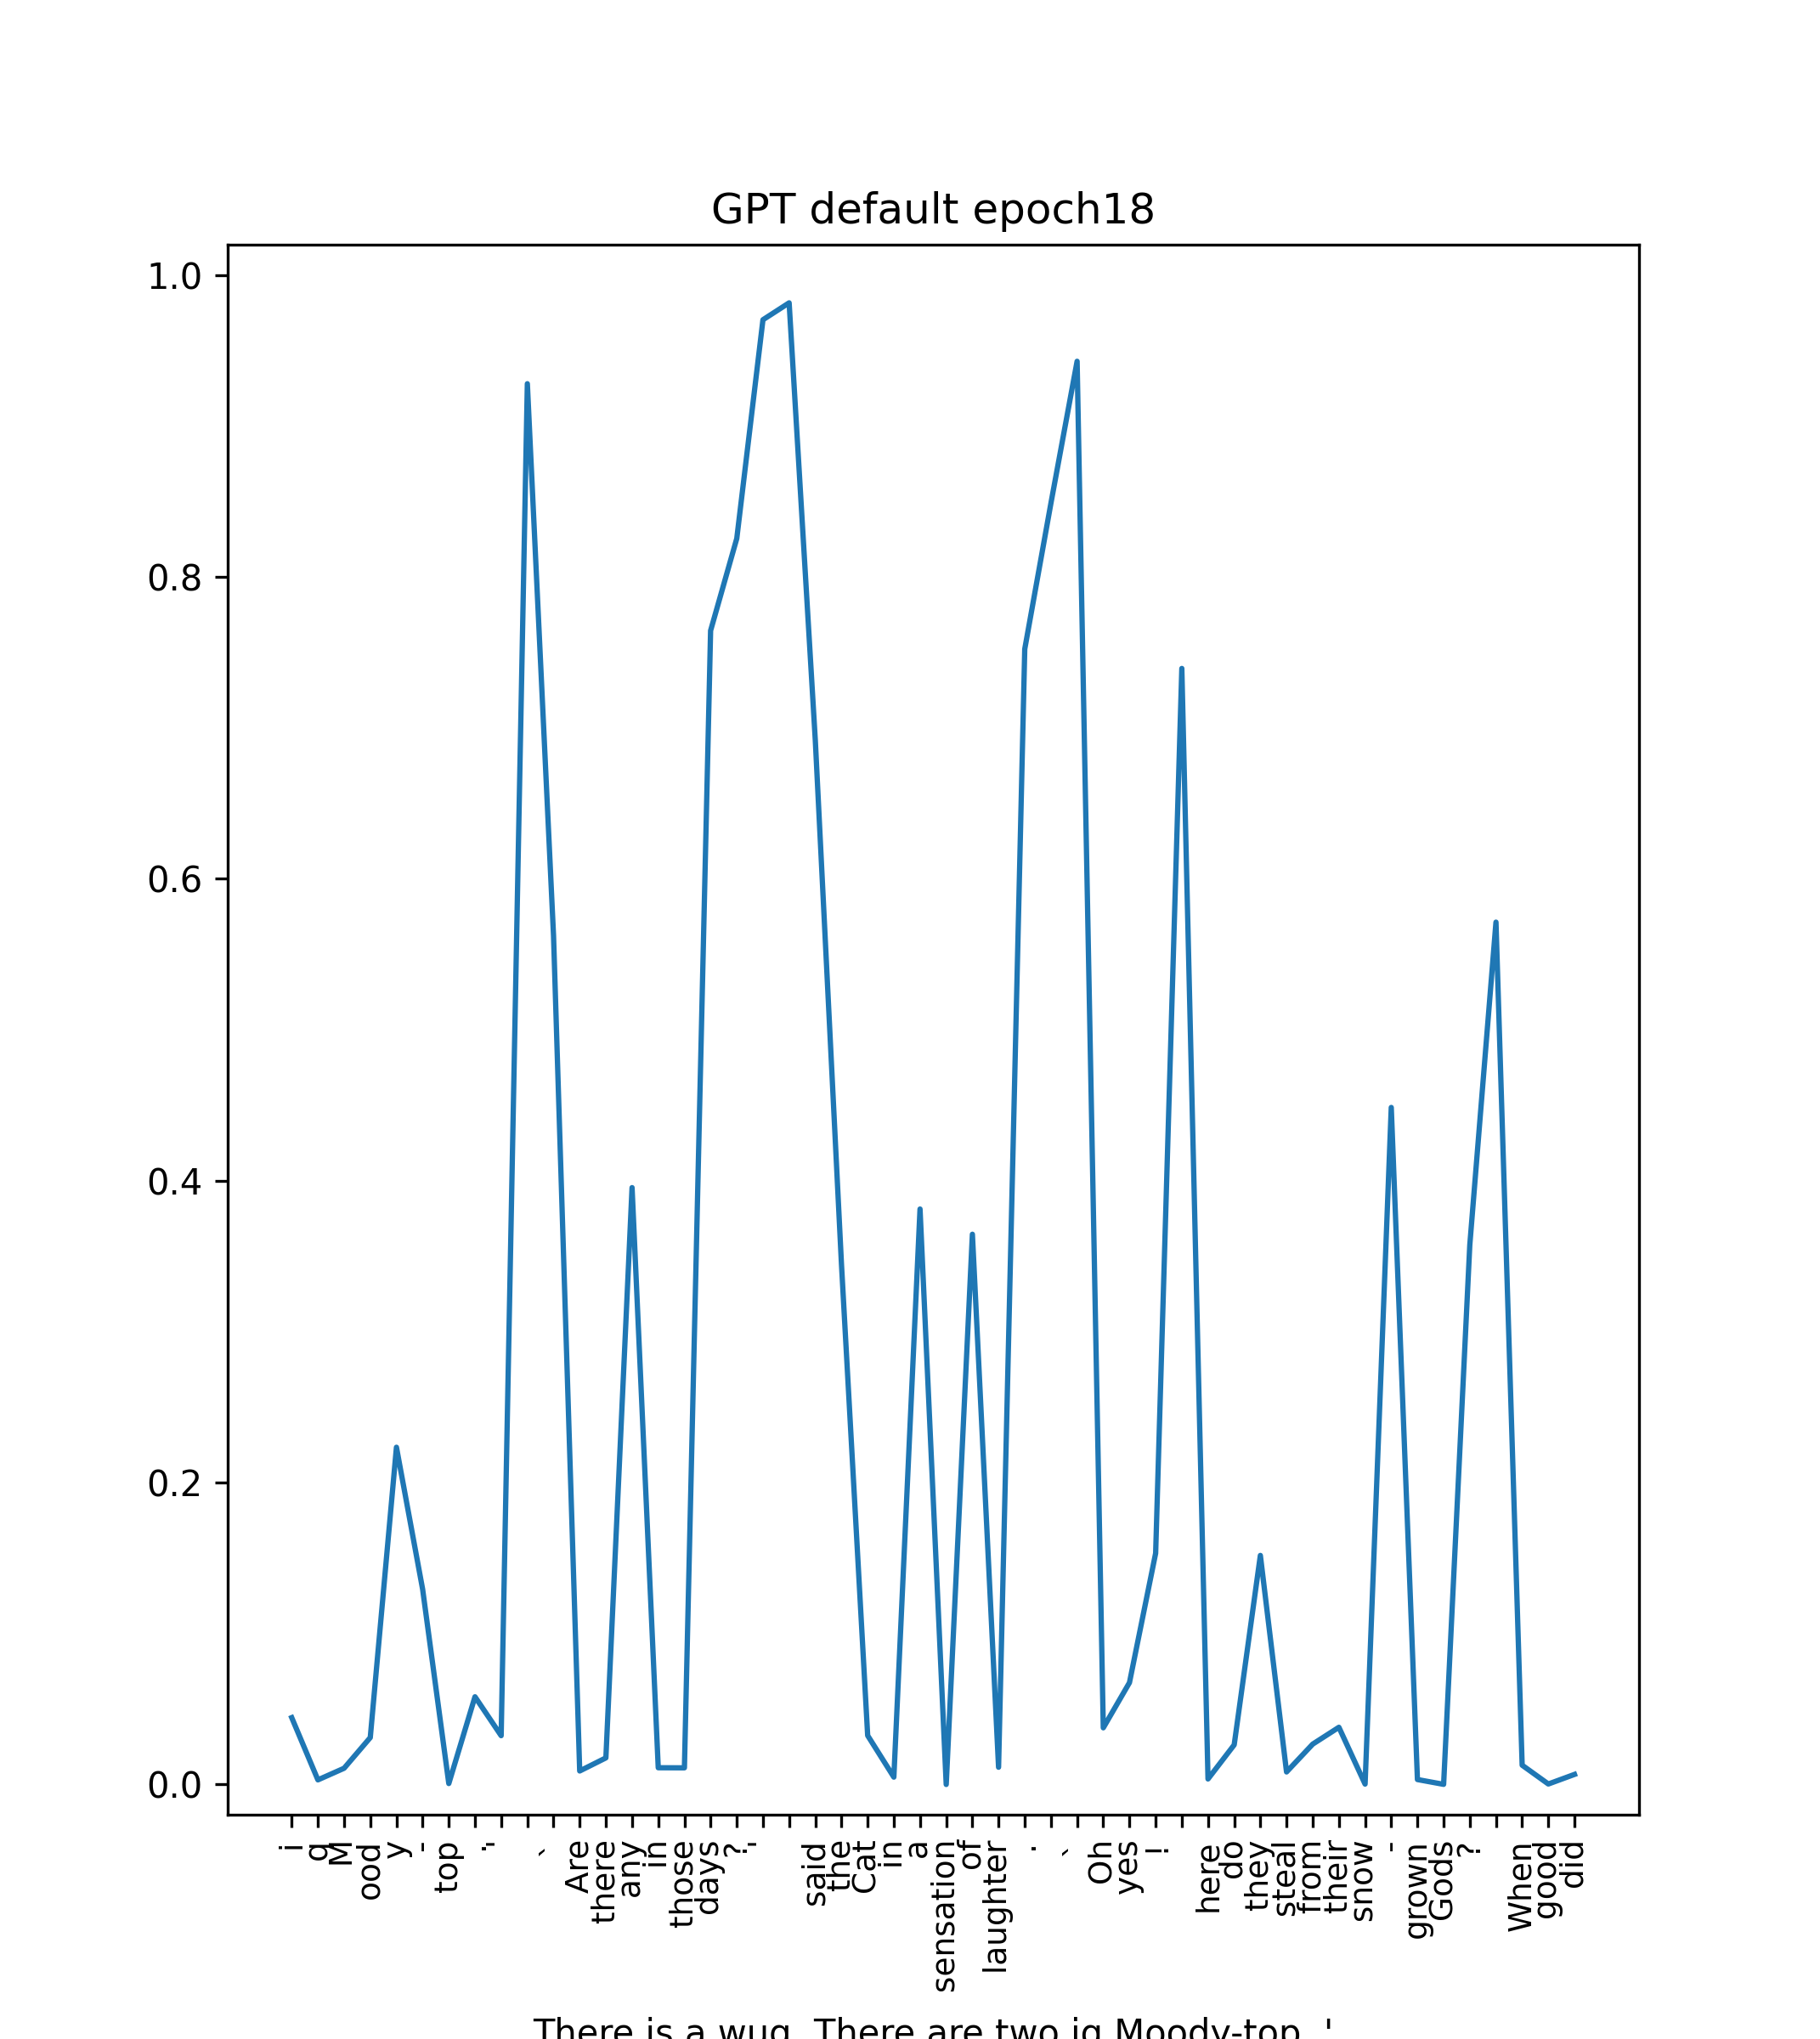 GPT default epoch18
1.0
0.8
0.6
0.4
0.2
0.0
i
g
M
ood
y
-
top
.
'
`
Are
there
any
in
those
days
?
'
said
the
Cat
in
a
sensation
of
laughter
.
`
Oh
yes
!
here
do
they
steal
from
their
snow
-
grown
Gods
?
When
good
did
There is a wug. There are two ig Moody-top. '